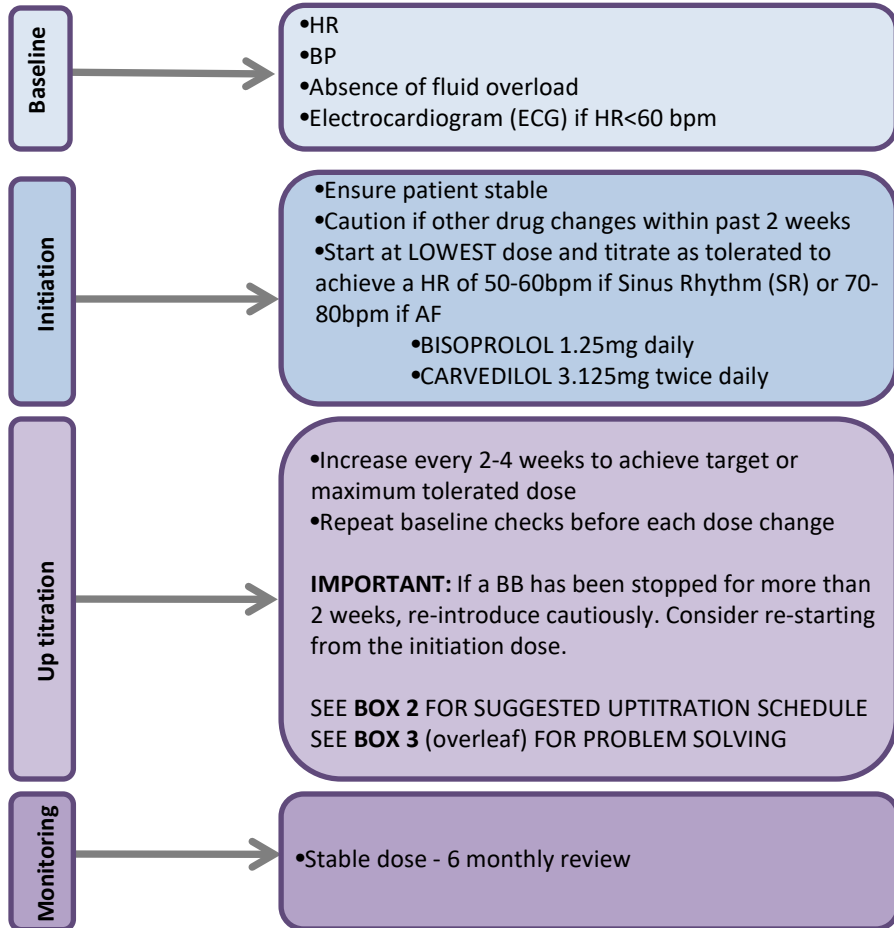 Baseline
•HR
•BP
•Absence of fluid overload
•Electrocardiogram (ECG) if HR<60 bpm
Initiation
•Ensure patient stable
•Caution if other drug changes within past 2 weeks
•Start at LOWEST dose and titrate as tolerated to
achieve a HR of 50-60bpm if Sinus Rhythm (SR) or 70-
80bpm if AF
•BISOPROLOL 1.25mg daily
•CARVEDILOL 3.125mg twice daily
Up titration
•Increase every 2-4 weeks to achieve target or
maximum tolerated dose
•Repeat baseline checks before each dose change
IMPORTANT: If a BB has been stopped for more than
2 weeks, re-introduce cautiously. Consider re-starting
from the initiation dose.
SEE BOX 2 FOR SUGGESTED UPTITRATION SCHEDULE
SEE BOX 3 (overleaf) FOR PROBLEM SOLVING
Monitoring
•Stable dose - 6 monthly review